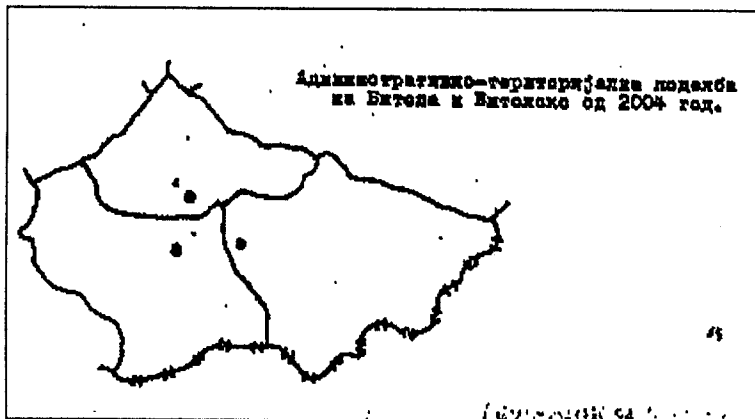 Административно-територијална поделба
на Битола и Битолско од 2004 год.